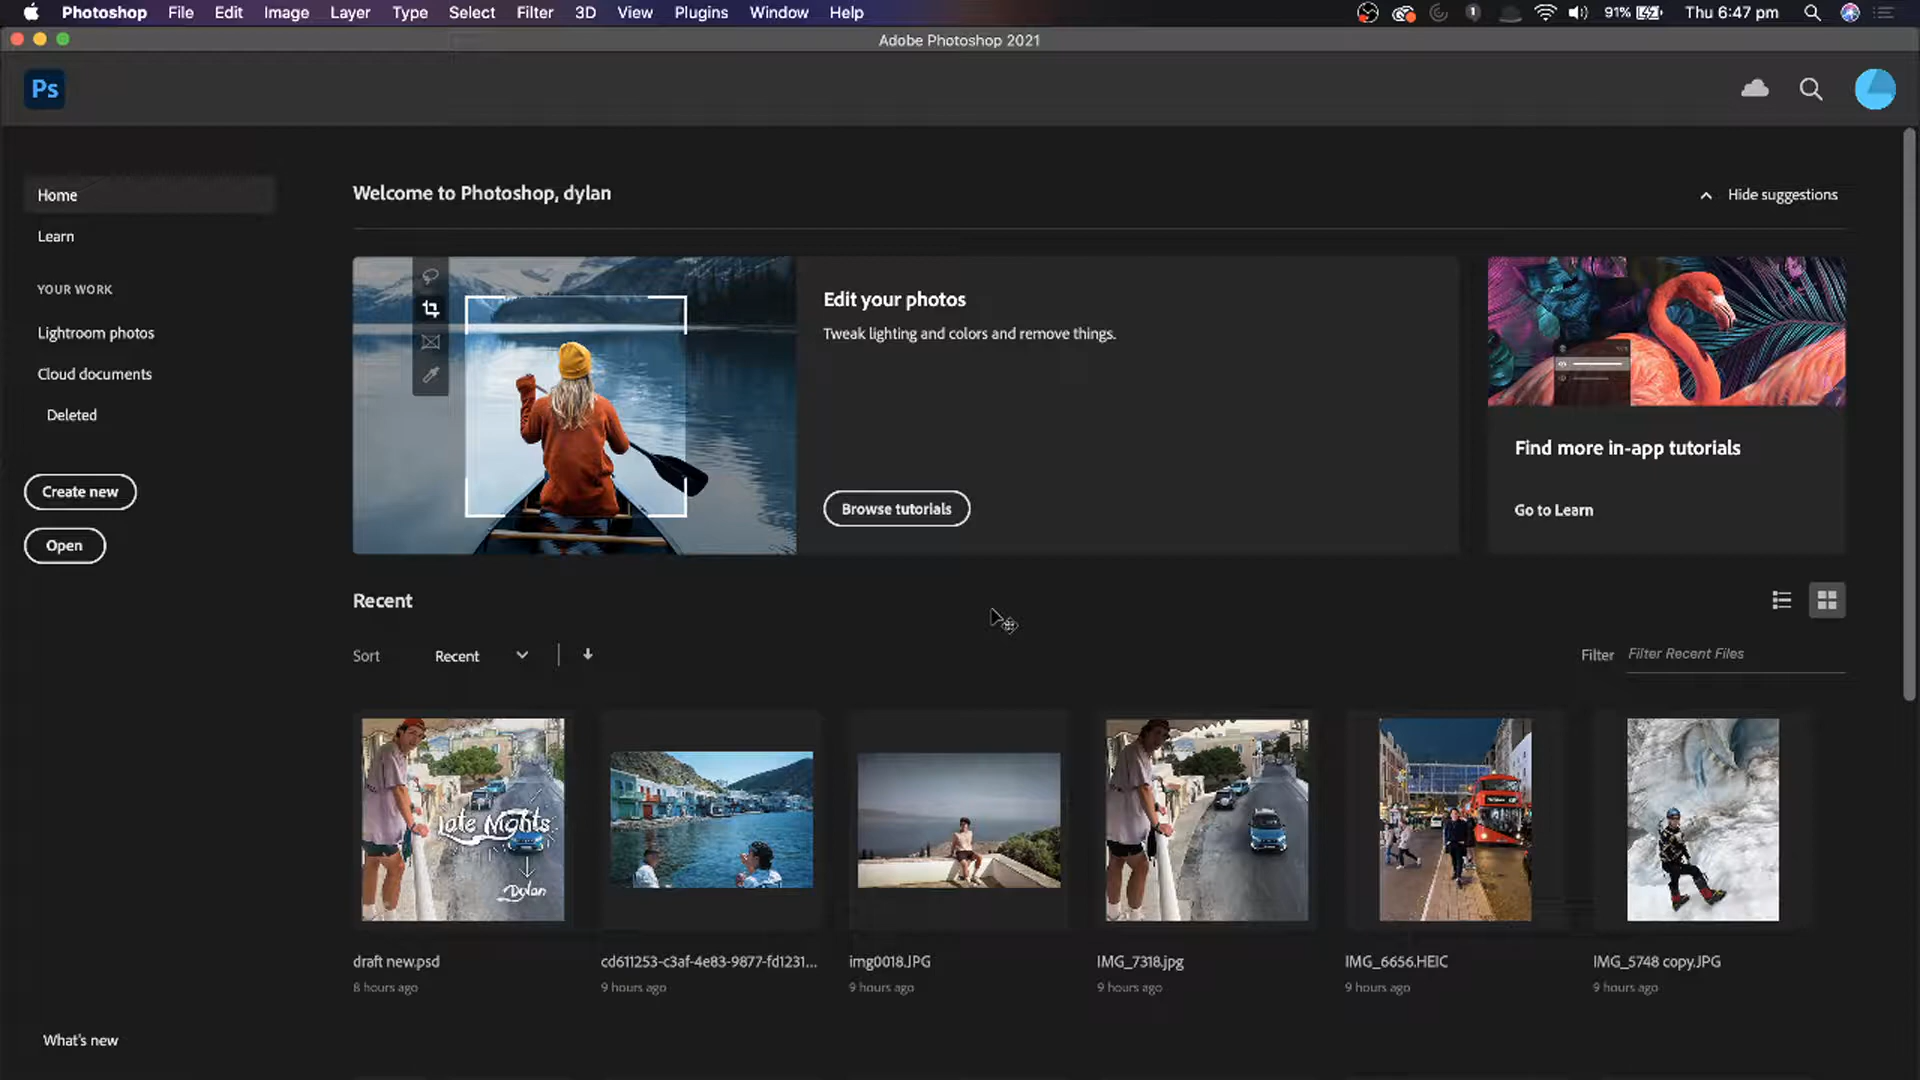 Photoshop File Edit Image Layer Type Select Filter 3D View Plugins Window Help 91% Thu 6:47 pm
Adobe Photoshop 2021
Ps
Home
Learn
YOUR WORK
Lightroom photos
Cloud documents
Deleted
Create new
Open
What's new
Welcome to Photoshop, dylan
Hide suggestions
Edit your photos
Tweak lighting and colors and remove things.
Browse tutorials
Find more in-app tutorials
Go to Learn
Recent
Sort Recent
Filter Filter Recent Files
Late Nights
Dylan
draft new.psd
8 hours ago
cd611253-c3af-4e83-9877-fd1231...
9 hours ago
img0018.JPG
9 hours ago
IMG_7318.jpg
9 hours ago
IMG_6656.HEIC
9 hours ago
IMG_5748 copy.JPG
9 hours ago